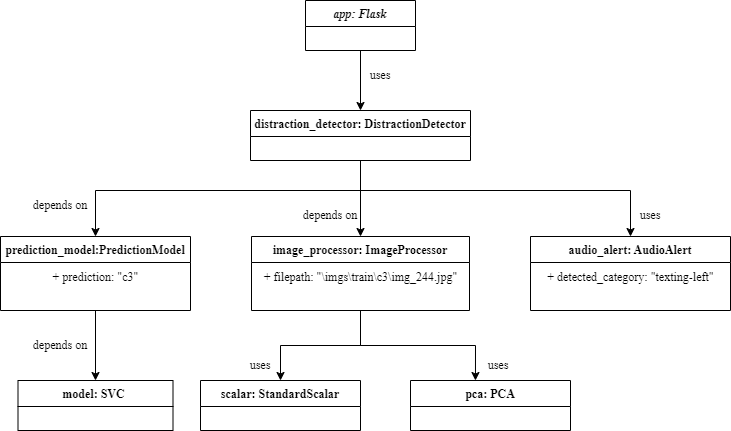 app: Flask
uses
distraction_detector: DistractionDetector
depends on
depends on
uses
prediction_model:PredictionModel
+ prediction: "c3"
image_processor: ImageProcessor
+ filepath: "\imgs\train\c3\img_244.jpg"
audio_alert: AudioAlert
+ detected_category: "texting-left"
depends on
uses
uses
model: SVC
scalar: StandardScalar
pca: PCA